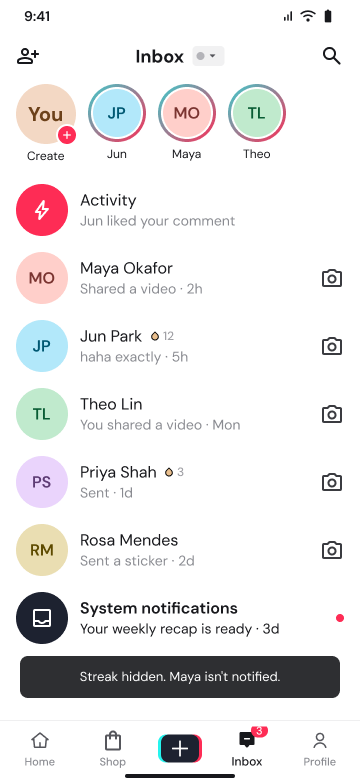 9:41
Inbox
You
JP
MO
TL
Create
Jun
Maya
Theo
Activity
Jun liked your comment
MO
Maya Okafor
Shared a video · 2h
JP
Jun Park 12
haha exactly · 5h
TL
Theo Lin
You shared a video · Mon
PS
Priya Shah 3
Sent · 1d
RM
Rosa Mendes
Sent a sticker · 2d
System notifications
Your weekly recap is ready · 3d
Streak hidden. Maya isn't notified.
3
Home
Shop
Inbox
Profile